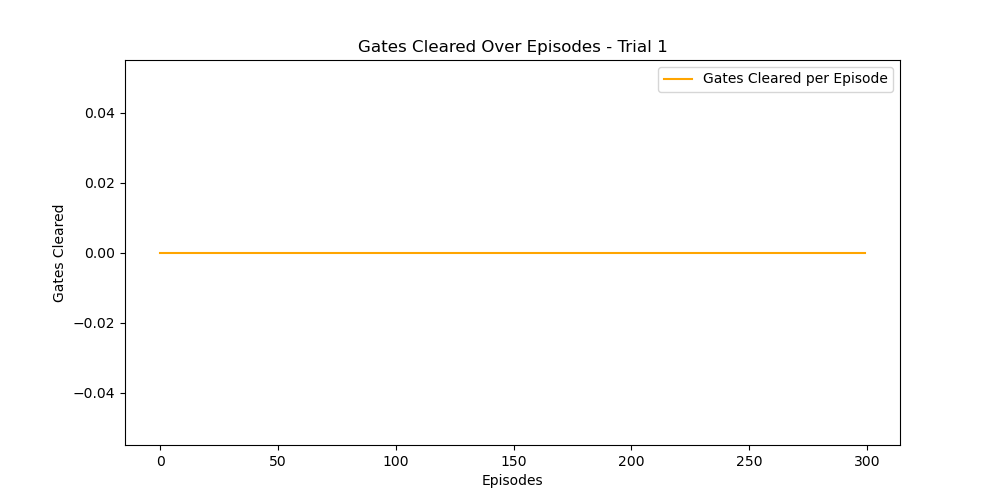 Gates Cleared Over Episodes - Trial 1
Gates Cleared per Episode
Gates Cleared
0.04
0.02
0.00
−0.02
−0.04
0 50 100 150 200 250 300
Episodes